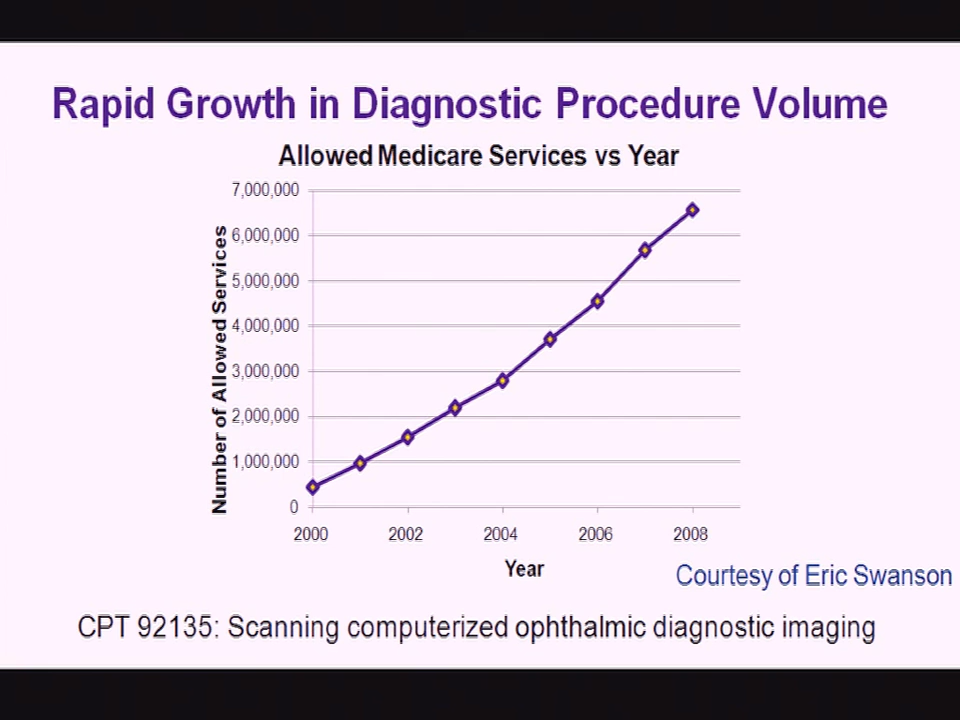 Rapid Growth in Diagnostic Procedure Volume
Allowed Medicare Services vs Year
Number of Allowed Services
7,000,000
6,000,000
5,000,000
4,000,000
3,000,000
2,000,000
1,000,000
0
2000 2002 2004 2006 2008
Year
Courtesy of Eric Swanson
CPT 92135: Scanning computerized ophthalmic diagnostic imaging